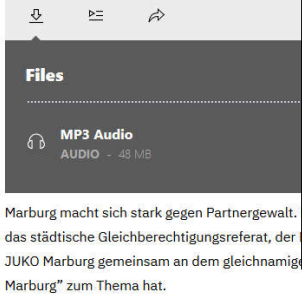 Files
MP3 Audio
AUDIO - 48 MB
Marburg macht sich stark gegen Partnergewalt.
das städtische Gleichberechtigungsreferat, der
JUKO Marburg gemeinsam an dem gleichnamige
Marburg” zum Thema hat.